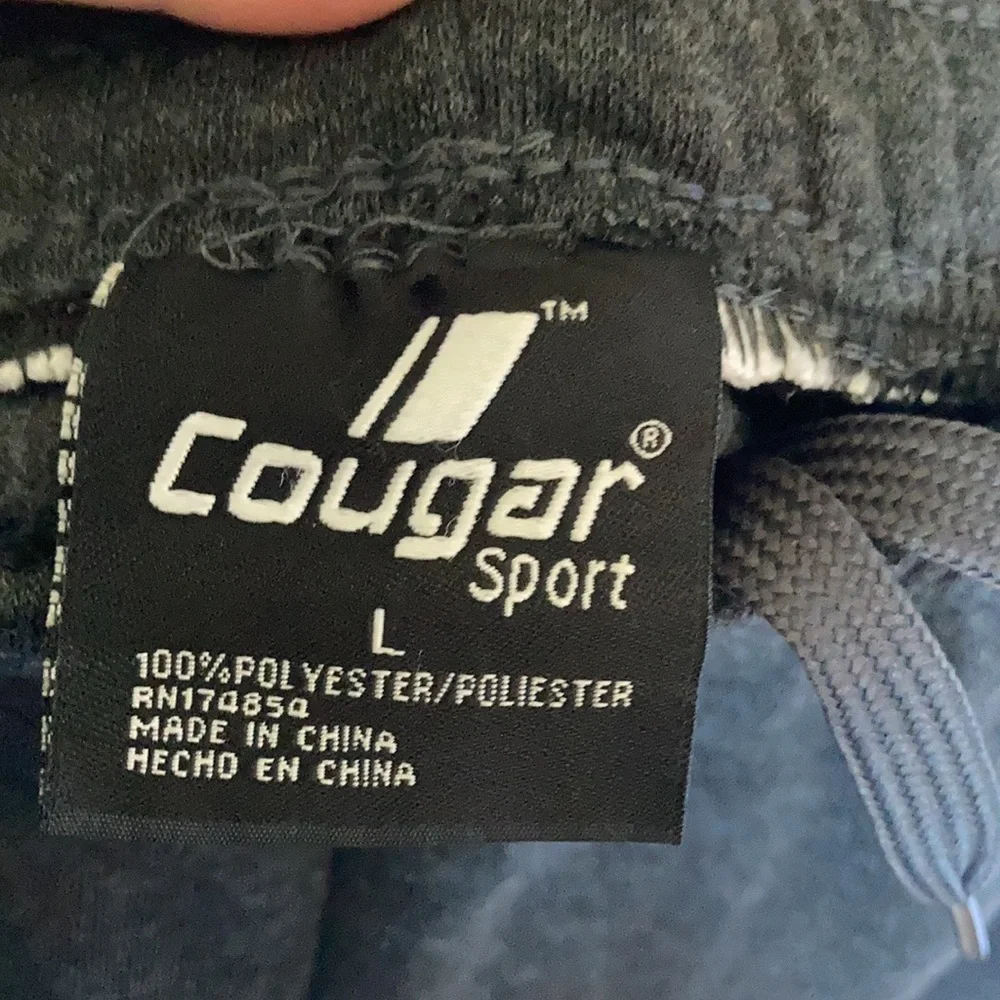 TM
Cougar®
Sport
L
100%POLYESTER/POLIESTER
RN174854
MADE IN CHINA
HECHO EN CHINA